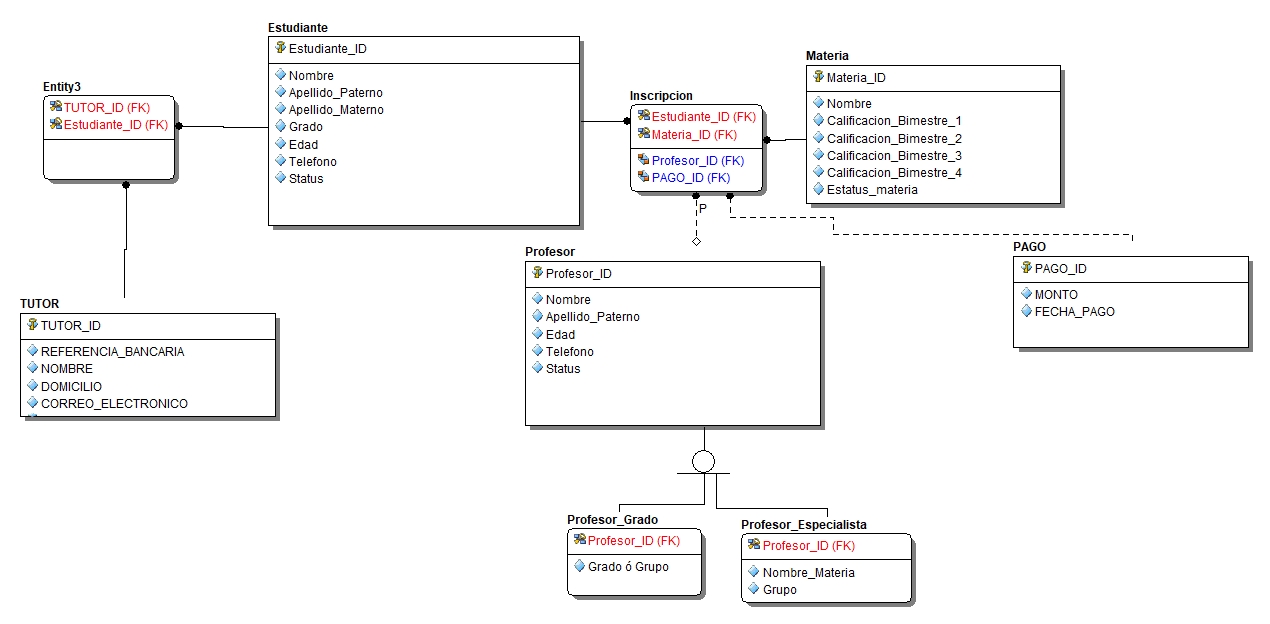 Estudiante
Estudiante_ID
Nombre
Apellido_Paterno
Apellido_Materno
Grado
Edad
Telefono
Status
Entity3
TUTOR_ID (FK)
Estudiante_ID (FK)
Inscripcion
Estudiante_ID (FK)
Materia_ID (FK)
Profesor_ID (FK)
PAGO_ID (FK)
P
Materia
Materia_ID
Nombre
Calificacion_Bimestre_1
Calificacion_Bimestre_2
Calificacion_Bimestre_3
Calificacion_Bimestre_4
Estatus_materia
TUTOR
TUTOR_ID
REFERENCIA_BANCARIA
NOMBRE
DOMICILIO
CORREO_ELECTRONICO
Profesor
Profesor_ID
Nombre
Apellido_Paterno
Edad
Telefono
Status
PAGO
PAGO_ID
MONTO
FECHA_PAGO
Profesor_Grado
Profesor_ID (FK)
Grado ó Grupo
Profesor_Especialista
Profesor_ID (FK)
Nombre_Materia
Grupo